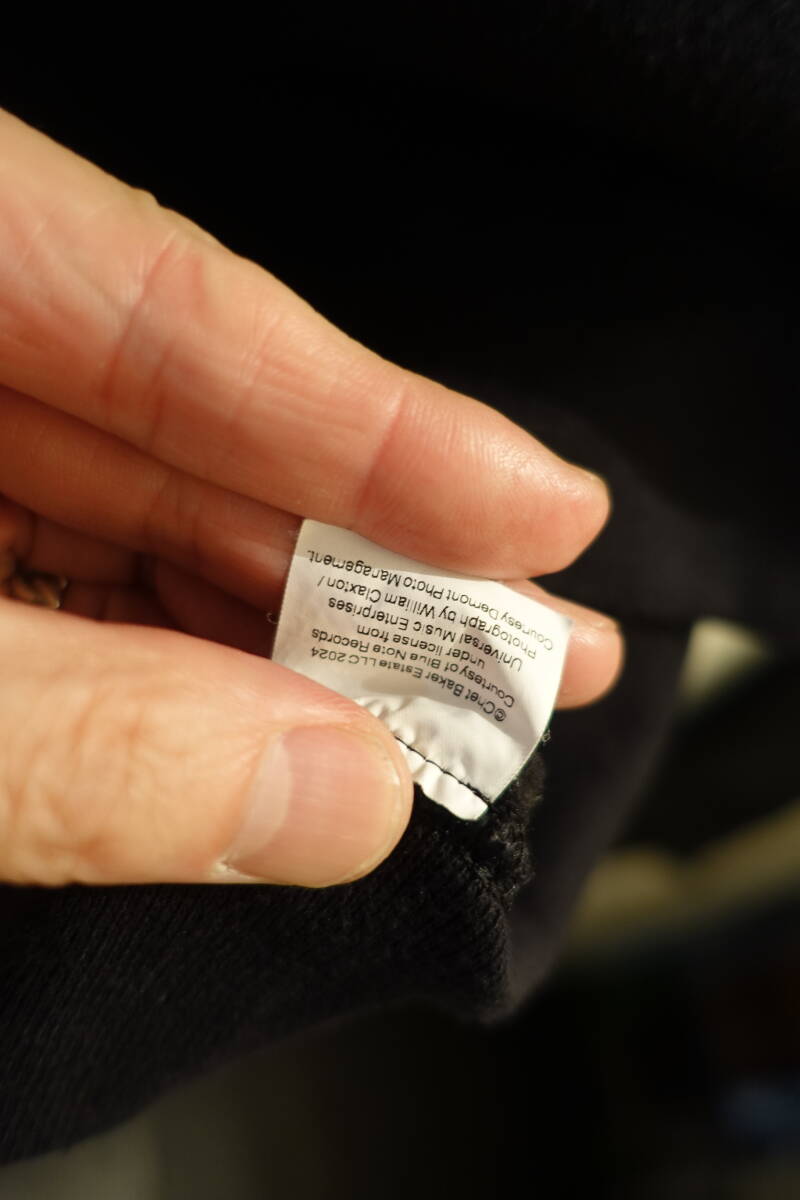 ©Chet Baker Estate LLC 2024
Courtesy of Blue Note Records
under license from
Universal Music Enterprises
Photograph by William Claxton /
Courtesy Demont Photo Management.